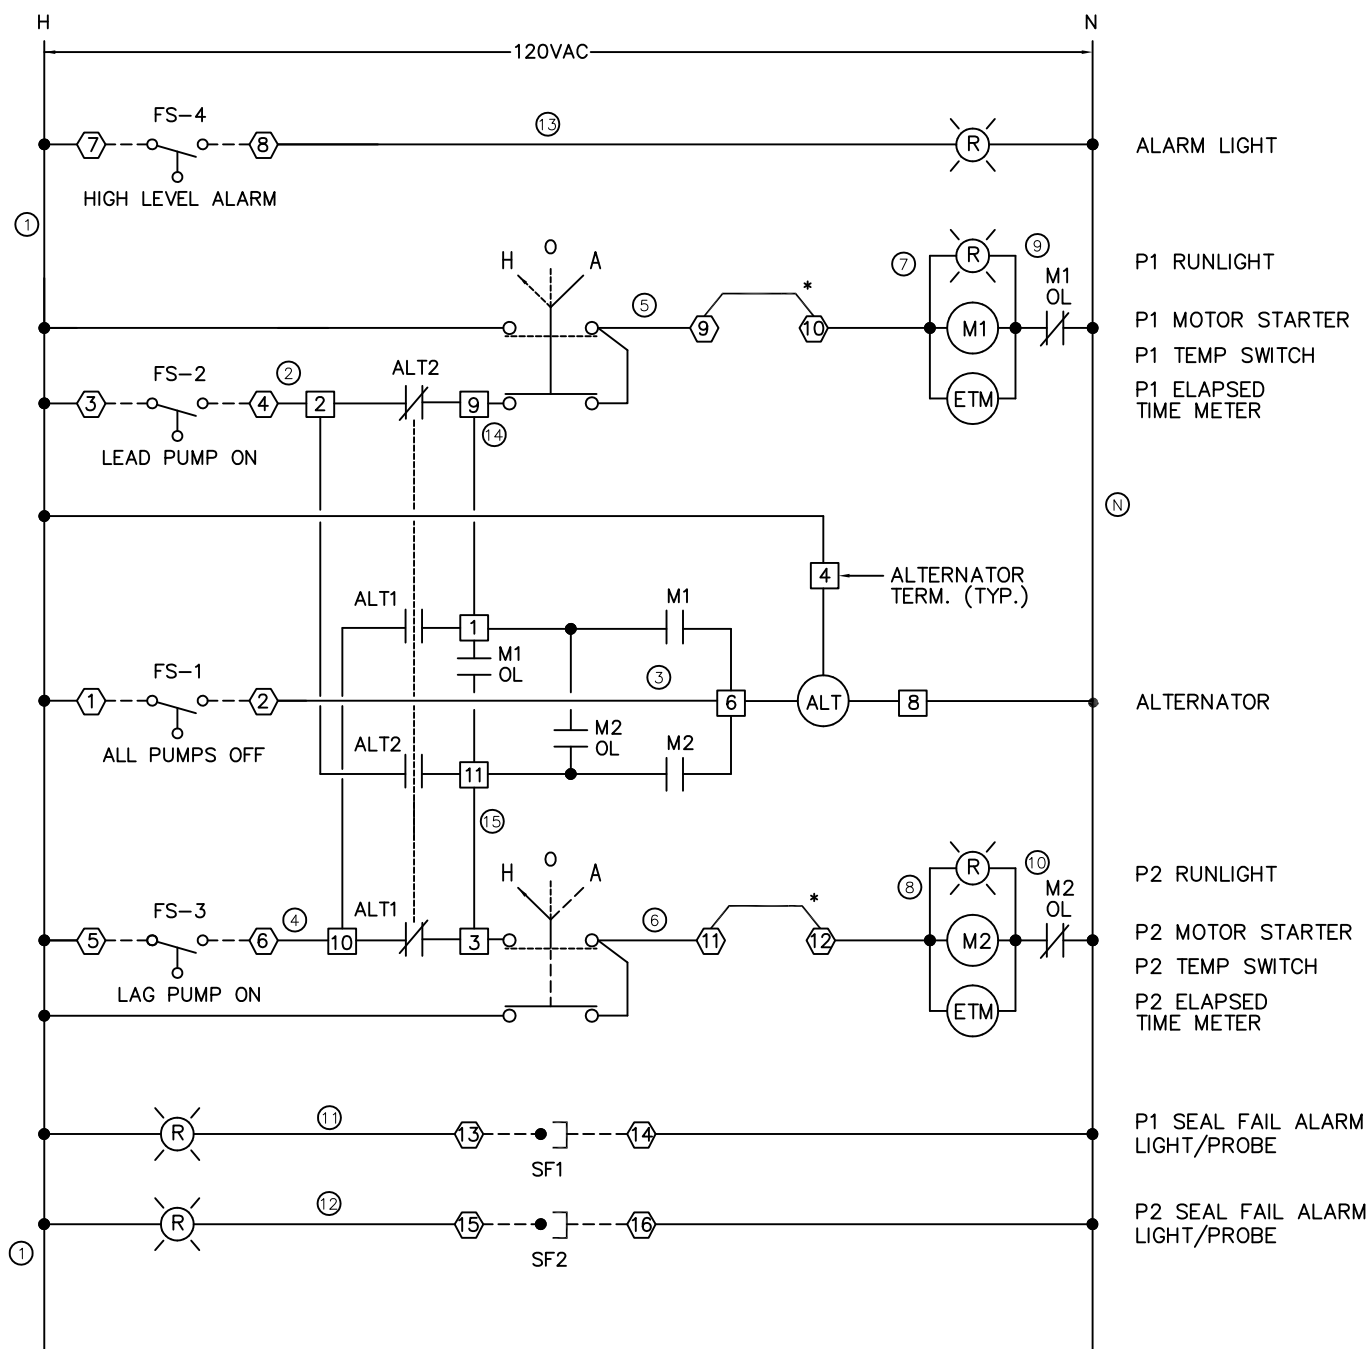 H N
120VAC
FS-4
7 8 13 R ALARM LIGHT
HIGH LEVEL ALARM
1
H O A
7 R 9 P1 RUNLIGHT
M1
OL
5 *
9 10 M1 P1 MOTOR STARTER
P1 TEMP SWITCH
FS-2 2 ALT2
3 4 2 9 ETM P1 ELAPSED
TIME METER
14
LEAD PUMP ON
N
4 ALTERNATOR
TERM. (TYP.)
ALT1 M1
1
M1
OL
FS-1 3
1 2 6 ALT 8 ALTERNATOR
ALL PUMPS OFF
ALT2 M2
OL M2
11
15
H O A
8 R 10 P2 RUNLIGHT
M2
OL
FS-3 4 ALT1 6 *
5 6 10 3 11 12 M2 P2 MOTOR STARTER
P2 TEMP SWITCH
LAG PUMP ON
ETM P2 ELAPSED
TIME METER
R 11 13 14 P1 SEAL FAIL ALARM
LIGHT/PROBE
SF1
R 12 15 16 P2 SEAL FAIL ALARM
LIGHT/PROBE
1 SF2